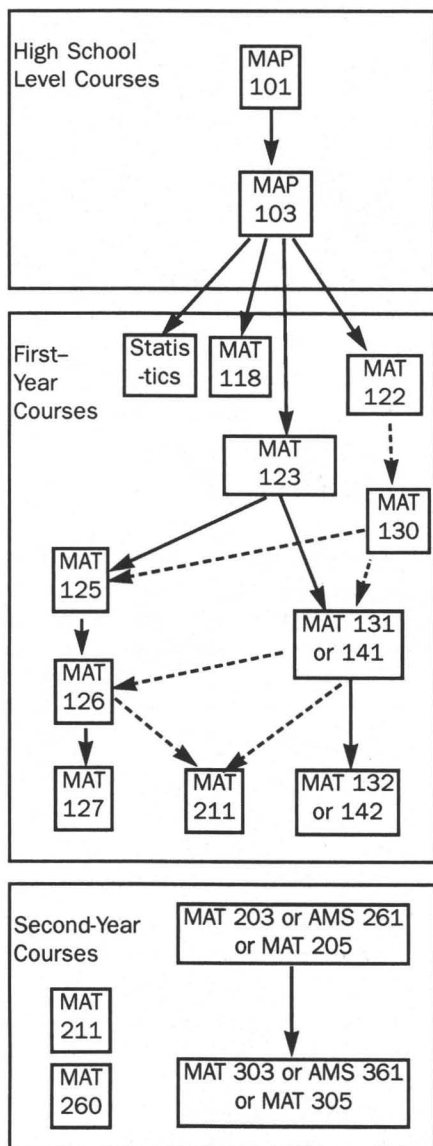 High School
Level Courses
MAP
101
MAP
103
First–
Year
Courses
Statis
-tics
MAT
118
MAT
122
MAT
123
MAT
130
MAT
125
MAT 131
or 141
MAT
126
MAT
127
MAT
211
MAT 132
or 142
Second-Year
Courses
MAT 203 or AMS 261
or MAT 205
MAT
211
MAT
260
MAT 303 or AMS 361
or MAT 305